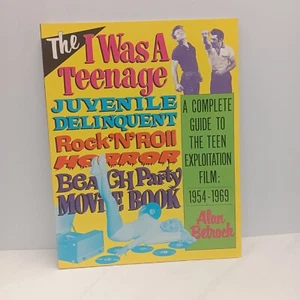 The
I Was A
Teenage
JUVENILE
DELINQUENT
Rock'N'Roll
HORROR
BEACH Party
MOVIE BOOK
A COMPLETE
GUIDE TO
THE TEEN
EXPLOITATION
FILM:
1954-1969
Alan
Betrock